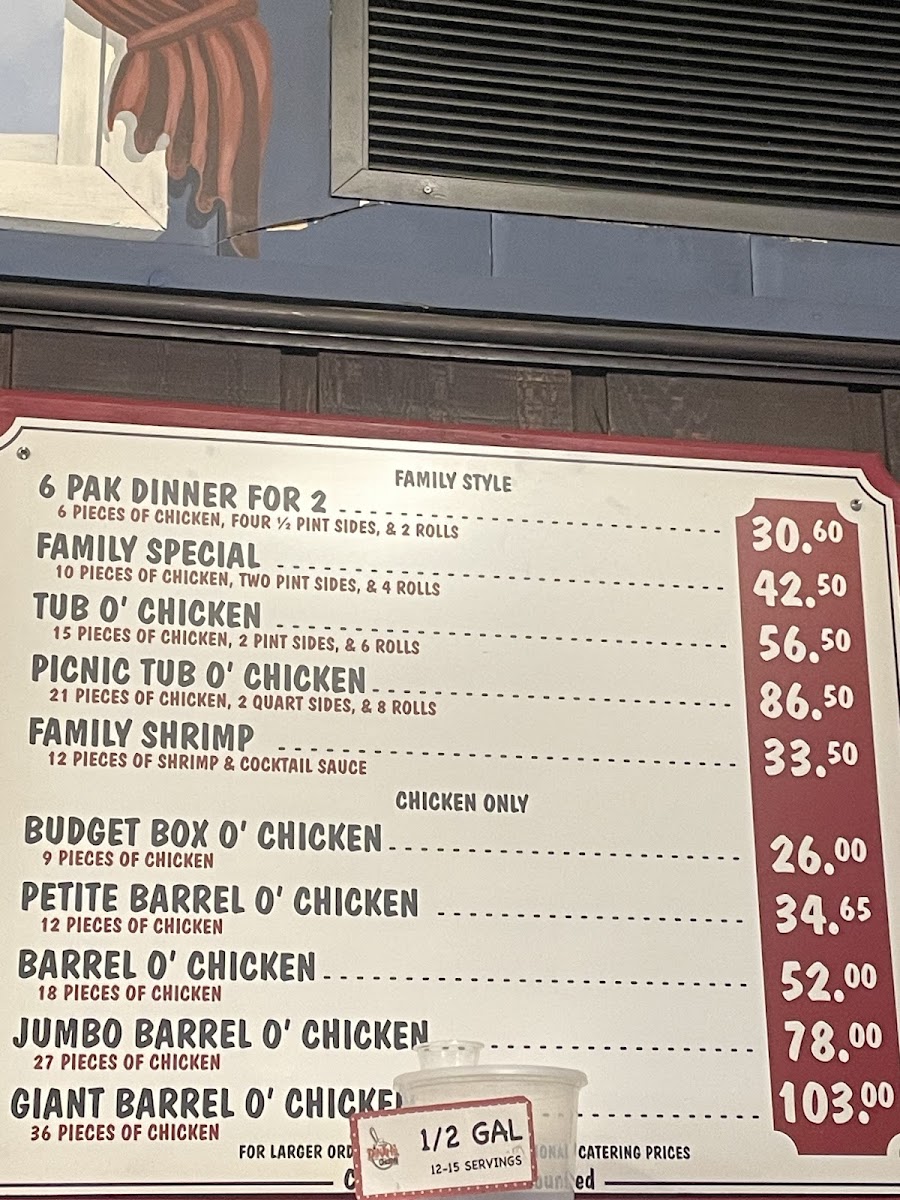 FAMILY STYLE
6 PAK DINNER FOR 2 30.60
6 PIECES OF CHICKEN, FOUR ½ PINT SIDES, & 2 ROLLS
FAMILY SPECIAL 42.50
10 PIECES OF CHICKEN, TWO PINT SIDES, & 4 ROLLS
TUB O' CHICKEN 56.50
15 PIECES OF CHICKEN, 2 PINT SIDES, & 6 ROLLS
PICNIC TUB O' CHICKEN 86.50
21 PIECES OF CHICKEN, 2 QUART SIDES, & 8 ROLLS
FAMILY SHRIMP 33.50
12 PIECES OF SHRIMP & COCKTAIL SAUCE
CHICKEN ONLY
BUDGET BOX O' CHICKEN 26.00
9 PIECES OF CHICKEN
PETITE BARREL O' CHICKEN 34.65
12 PIECES OF CHICKEN
BARREL O' CHICKEN 52.00
18 PIECES OF CHICKEN
JUMBO BARREL O' CHICKEN 78.00
27 PIECES OF CHICKEN
GIANT BARREL O' CHICKEN 103.00
36 PIECES OF CHICKEN
FOR LARGER CATERING PRICES
1/2 GAL
12-15 SERVINGS